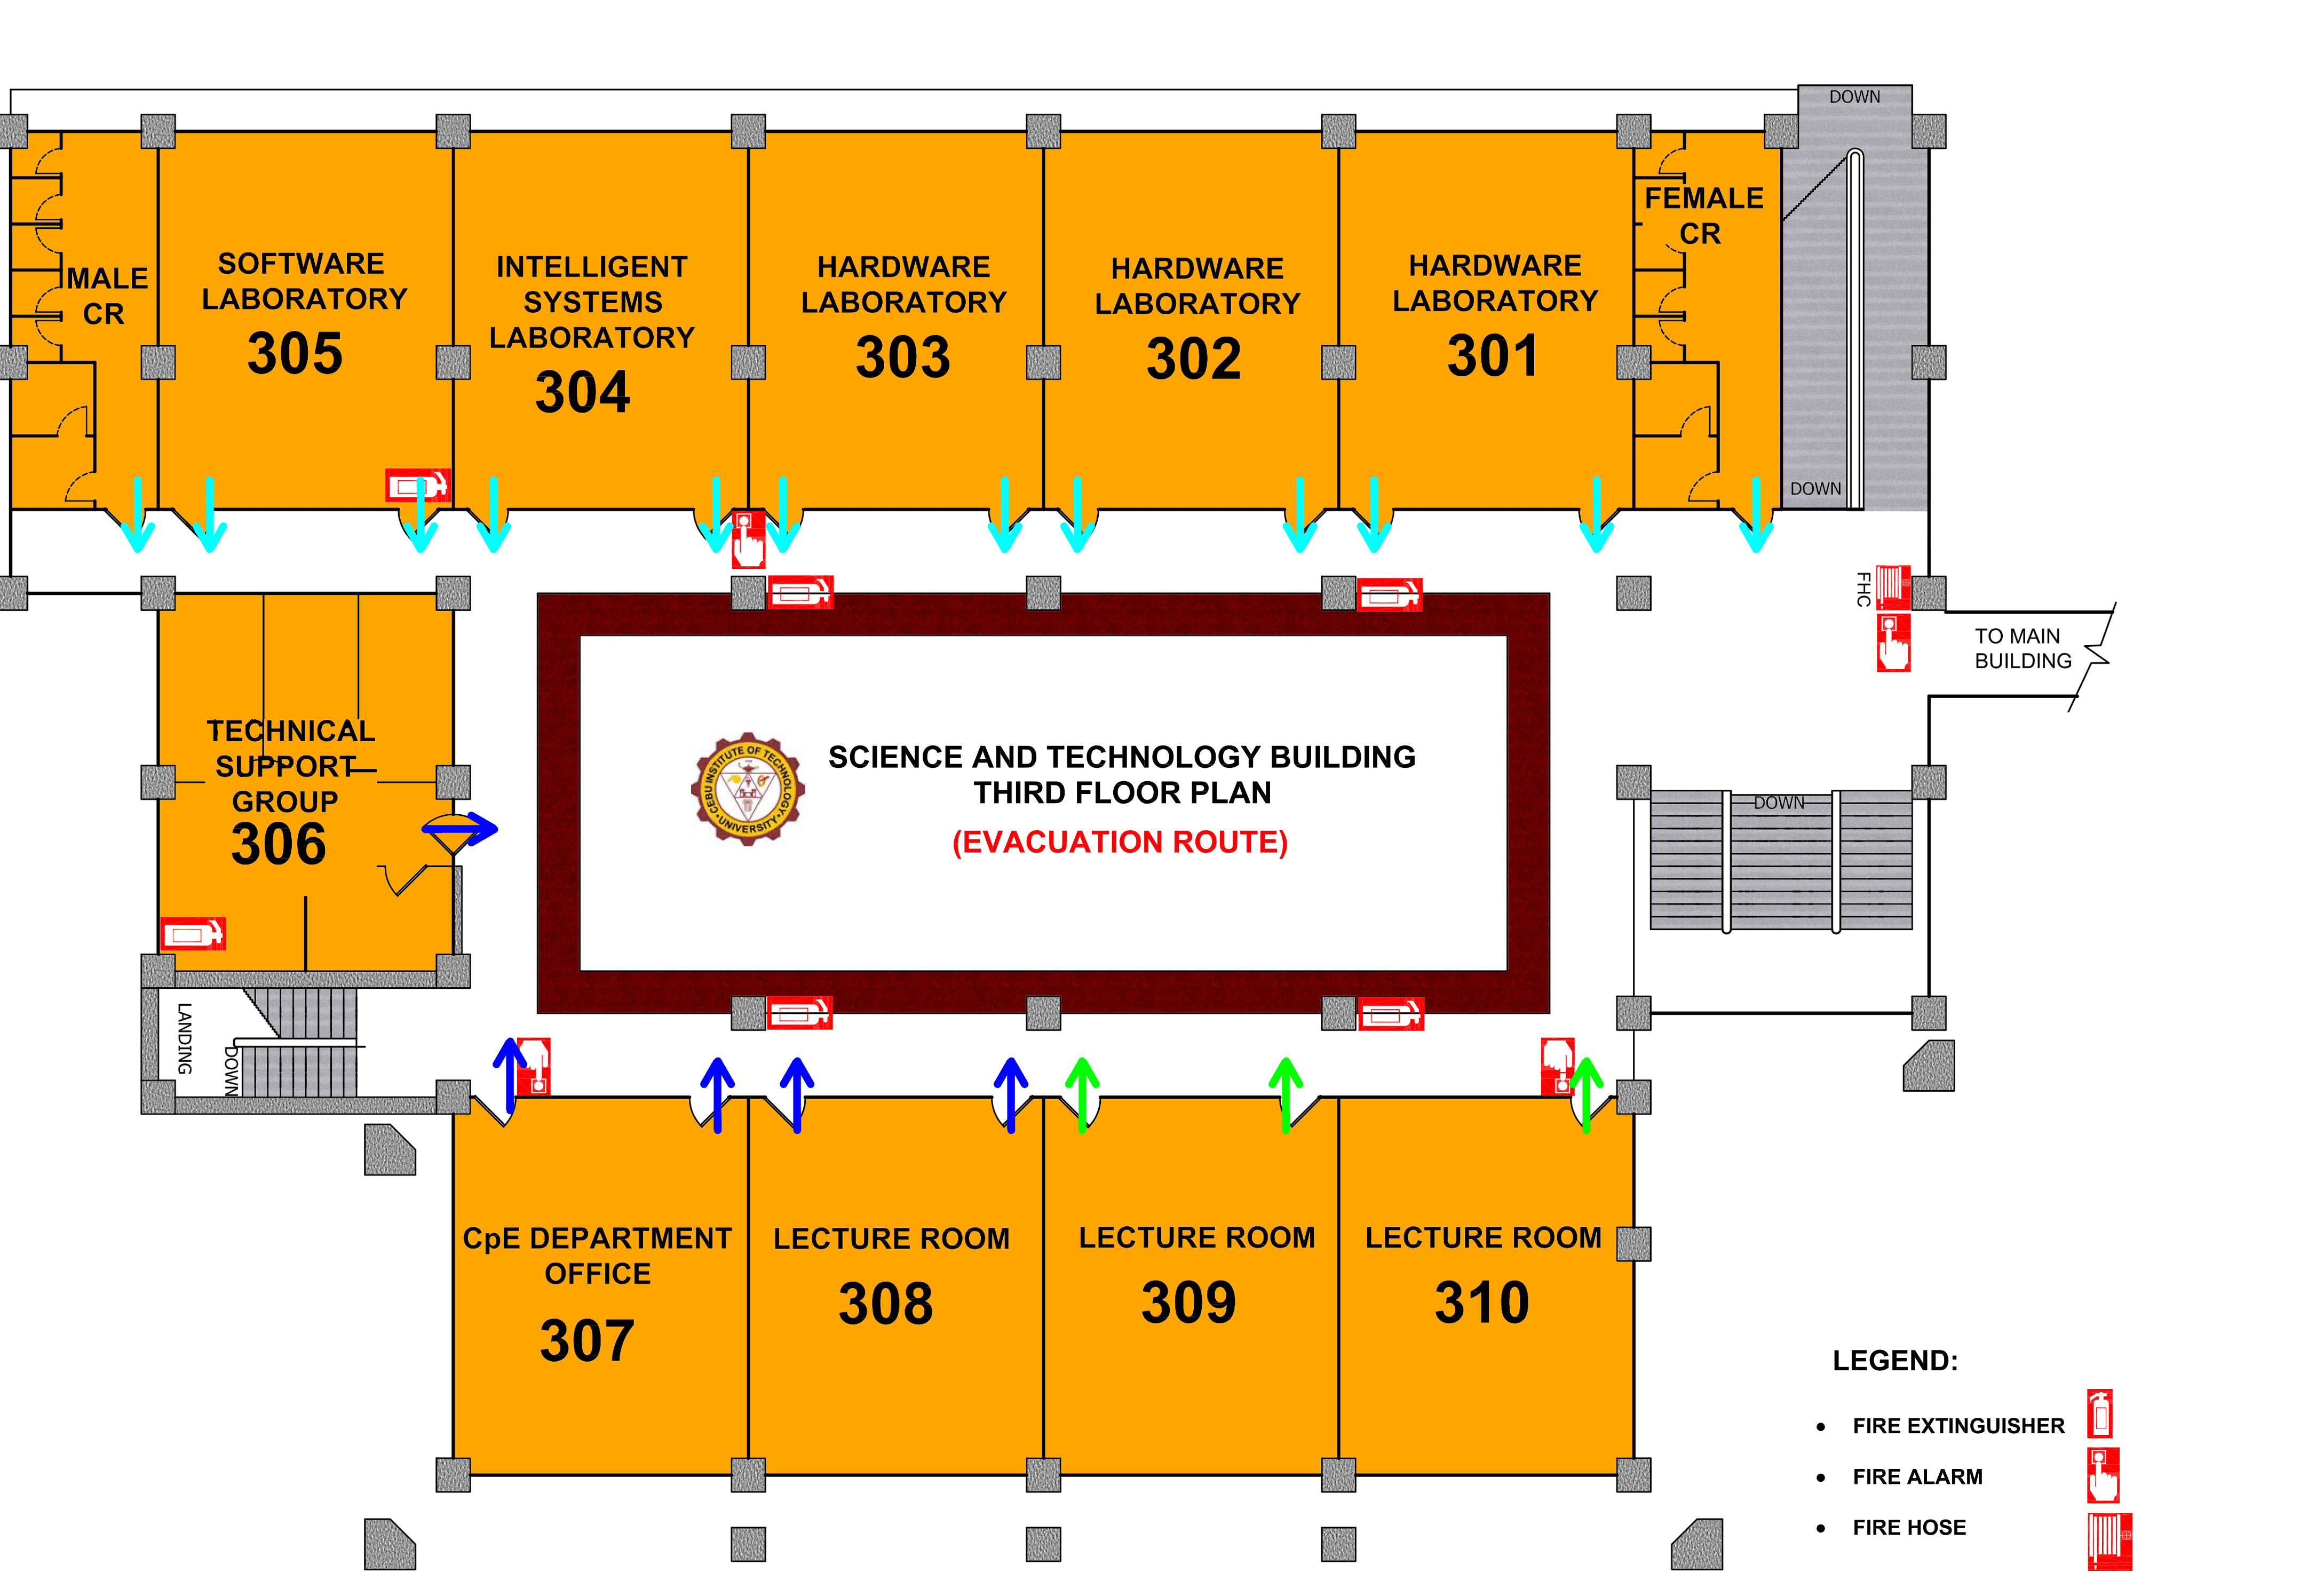 DOWN
MALE
CR
SOFTWARE
LABORATORY
305
INTELLIGENT
SYSTEMS
LABORATORY
304
HARDWARE
LABORATORY
303
HARDWARE
LABORATORY
302
HARDWARE
LABORATORY
301
FEMALE
CR
DOWN
FHC
TO MAIN
BUILDING
TECHNICAL
SUPPORT
GROUP
306
CEBU INSTITUTE OF TECHNOLOGY
UNIVERSITY
SCIENCE AND TECHNOLOGY BUILDING
THIRD FLOOR PLAN
(EVACUATION ROUTE)
DOWN
LANDING
DOWN
CpE DEPARTMENT
OFFICE
307
LECTURE ROOM
308
LECTURE ROOM
309
LECTURE ROOM
310
LEGEND:
• FIRE EXTINGUISHER
• FIRE ALARM
• FIRE HOSE